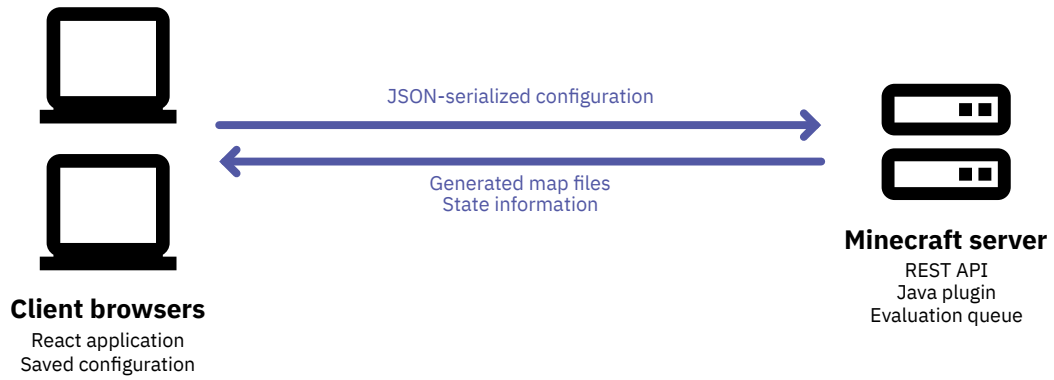 JSON-serialized configuration
Generated map files
State information
Minecraft server
REST API
Java plugin
Evaluation queue
Client browsers
React application
Saved configuration